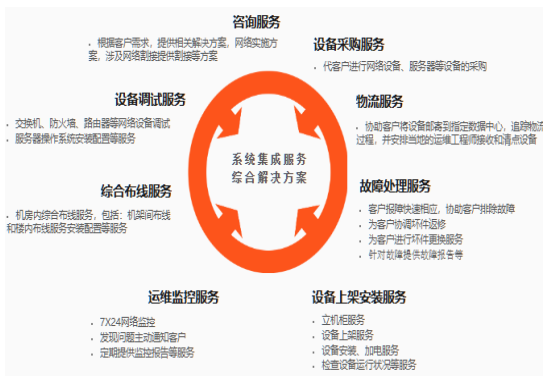 咨询服务
· 根据客户需求，提供相关解决方案，网络实施方
案，涉及网络割接提供割接等方案
设备采购服务
· 代客户进行网络设备、服务器等设备的采购
设备调试服务
· 交换机、防火墙、路由器等网络设备调试
· 服务器操作系统安装配置等服务
物流服务
· 协助客户将设备邮寄到指定数据中心，追踪物流
过程，并安排当地的运维工程师接收和清点设备
系统集成服务
综合解决方案
综合布线服务
· 机房内综合布线服务，包括：机架间布线
和楼内布线服务安装配置等服务
故障处理服务
· 客户报障快速相应，协助客户排除故障
· 为客户协调坏件返修
· 为客户进行坏件更换服务
· 针对故障提供故障报告等
运维监控服务
· 7X24网络监控
· 发现问题主动通知客户
· 定期提供监控报告等服务
设备上架安装服务
· 立机柜服务
· 设备上架服务
· 设备安装、加电服务
· 检查设备运行状况等服务